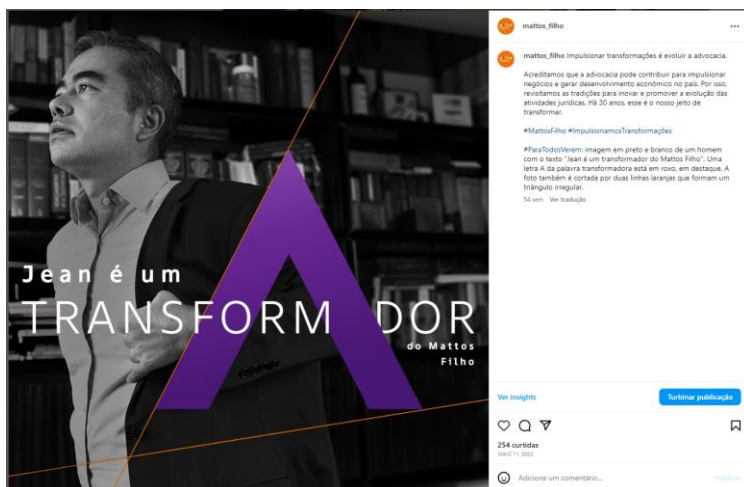 Jean é um
TRANSFORMADOR
do Mattos
Filho
mattos_filho
mattos_filho Impulsionar transformações é evoluir a advocacia.
Acreditamos que a advocacia pode contribuir para impulsionar
negócios e gerar desenvolvimento econômico no país. Por isso,
revisitamos as tradições para inovar e promover a evolução das
atividades jurídicas. Há 30 anos, esse é o nosso jeito de
transformar.
#MattosFilho #ImpulsionamosTransformações
#ParaTodosVerem: imagem em preto e branco de um homem
com o texto "Jean é um transformador do Mattos Filho". Uma
letra A da palavra transformadora está em roxo, em destaque. A
foto também é cortada por duas linhas laranjas que formam um
triângulo irregular.
54 sem Ver tradução
Ver insights
Turbinar publicação
254 curtidas
MAIO 11, 2022
Adicione um comentário...
Publicar